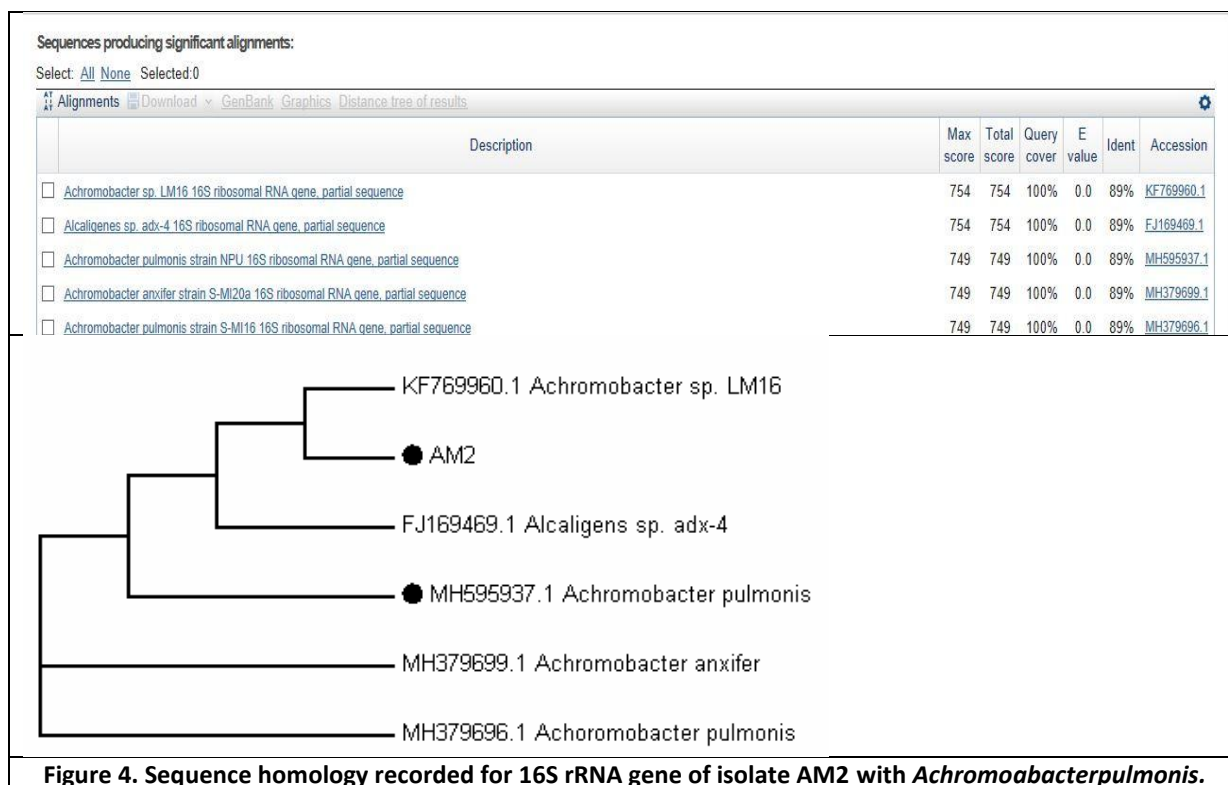 Sequences producing significant alignments:
Select: All None Selected:0
Alignments Download GenBank Graphics Distance tree of results
Description Max score Total score Query cover E value Ident Accession
Achromobacter sp. LM16 16S ribosomal RNA gene, partial sequence 754 754 100% 0.0 89% KF769960.1
Alcaligenes sp. adx-4 16S ribosomal RNA gene, partial sequence 754 754 100% 0.0 89% FJ169469.1
Achromobacter pulmonis strain NPU 16S ribosomal RNA gene, partial sequence 749 749 100% 0.0 89% MH595937.1
Achromobacter anxifer strain S-MI20a 16S ribosomal RNA gene, partial sequence 749 749 100% 0.0 89% MH379699.1
Achromobacter pulmonis strain S-MI16 16S ribosomal RNA gene, partial sequence 749 749 100% 0.0 89% MH379696.1
KF769960.1 Achromobacter sp. LM16
AM2
FJ169469.1 Alcaligens sp. adx-4
MH595937.1 Achromobacter pulmonis
MH379699.1 Achromobacter anxifer
MH379696.1 Achoromobacter pulmonis
Figure 4. Sequence homology recorded for 16S rRNA gene of isolate AM2 with Achromoabacterpulmonis.